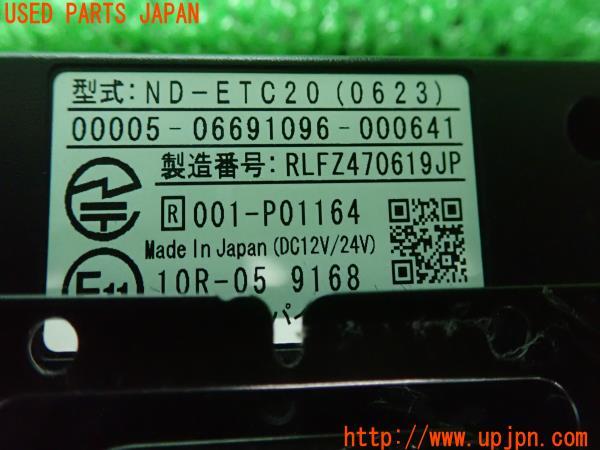 USED PARTS JAPAN
型式:ND-ETC20(0623)
00005-06691096-000641
製造番号:RLFZ470619JP
R 001-P01164
Made In Japan (DC12V/24V)
E11 10R-05 9168
http://www.upjpn.com